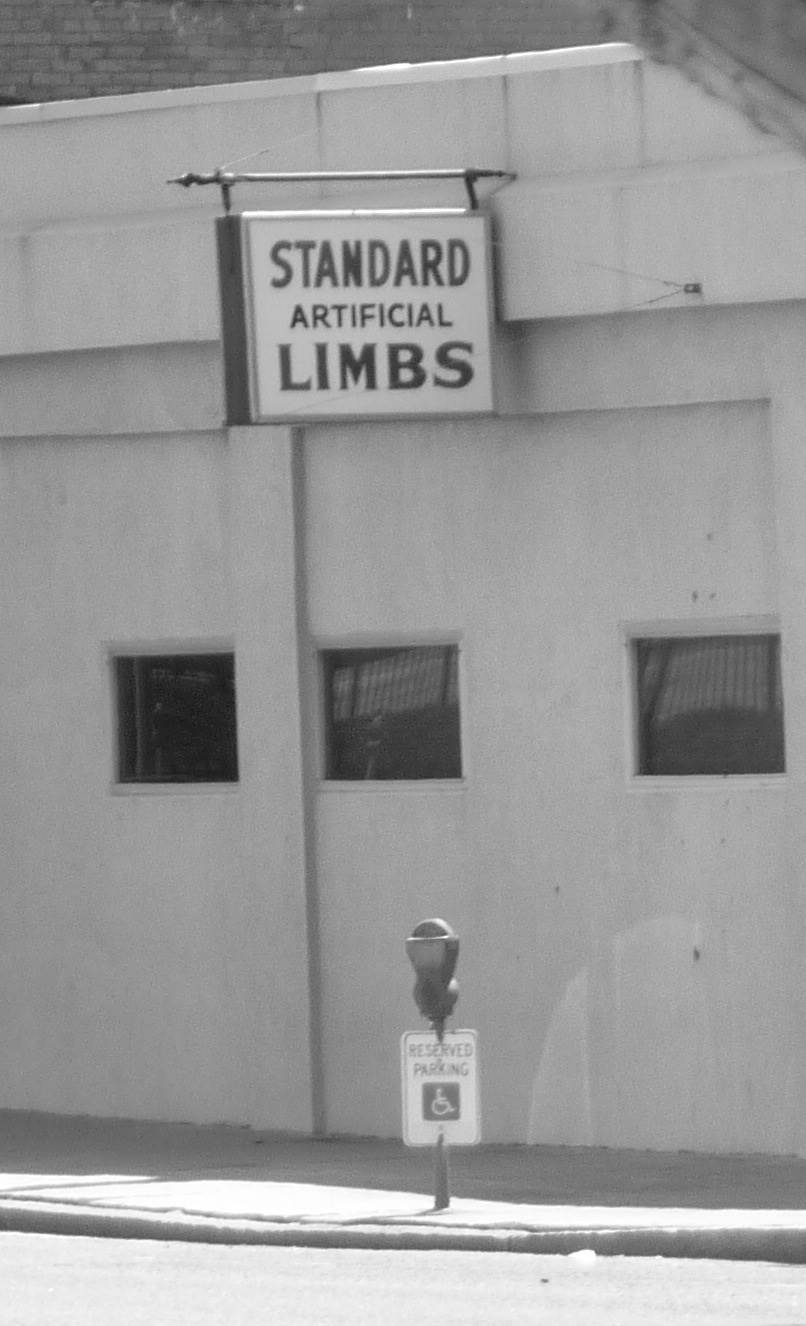 STANDARD
ARTIFICIAL
LIMBS
RESERVED
PARKING